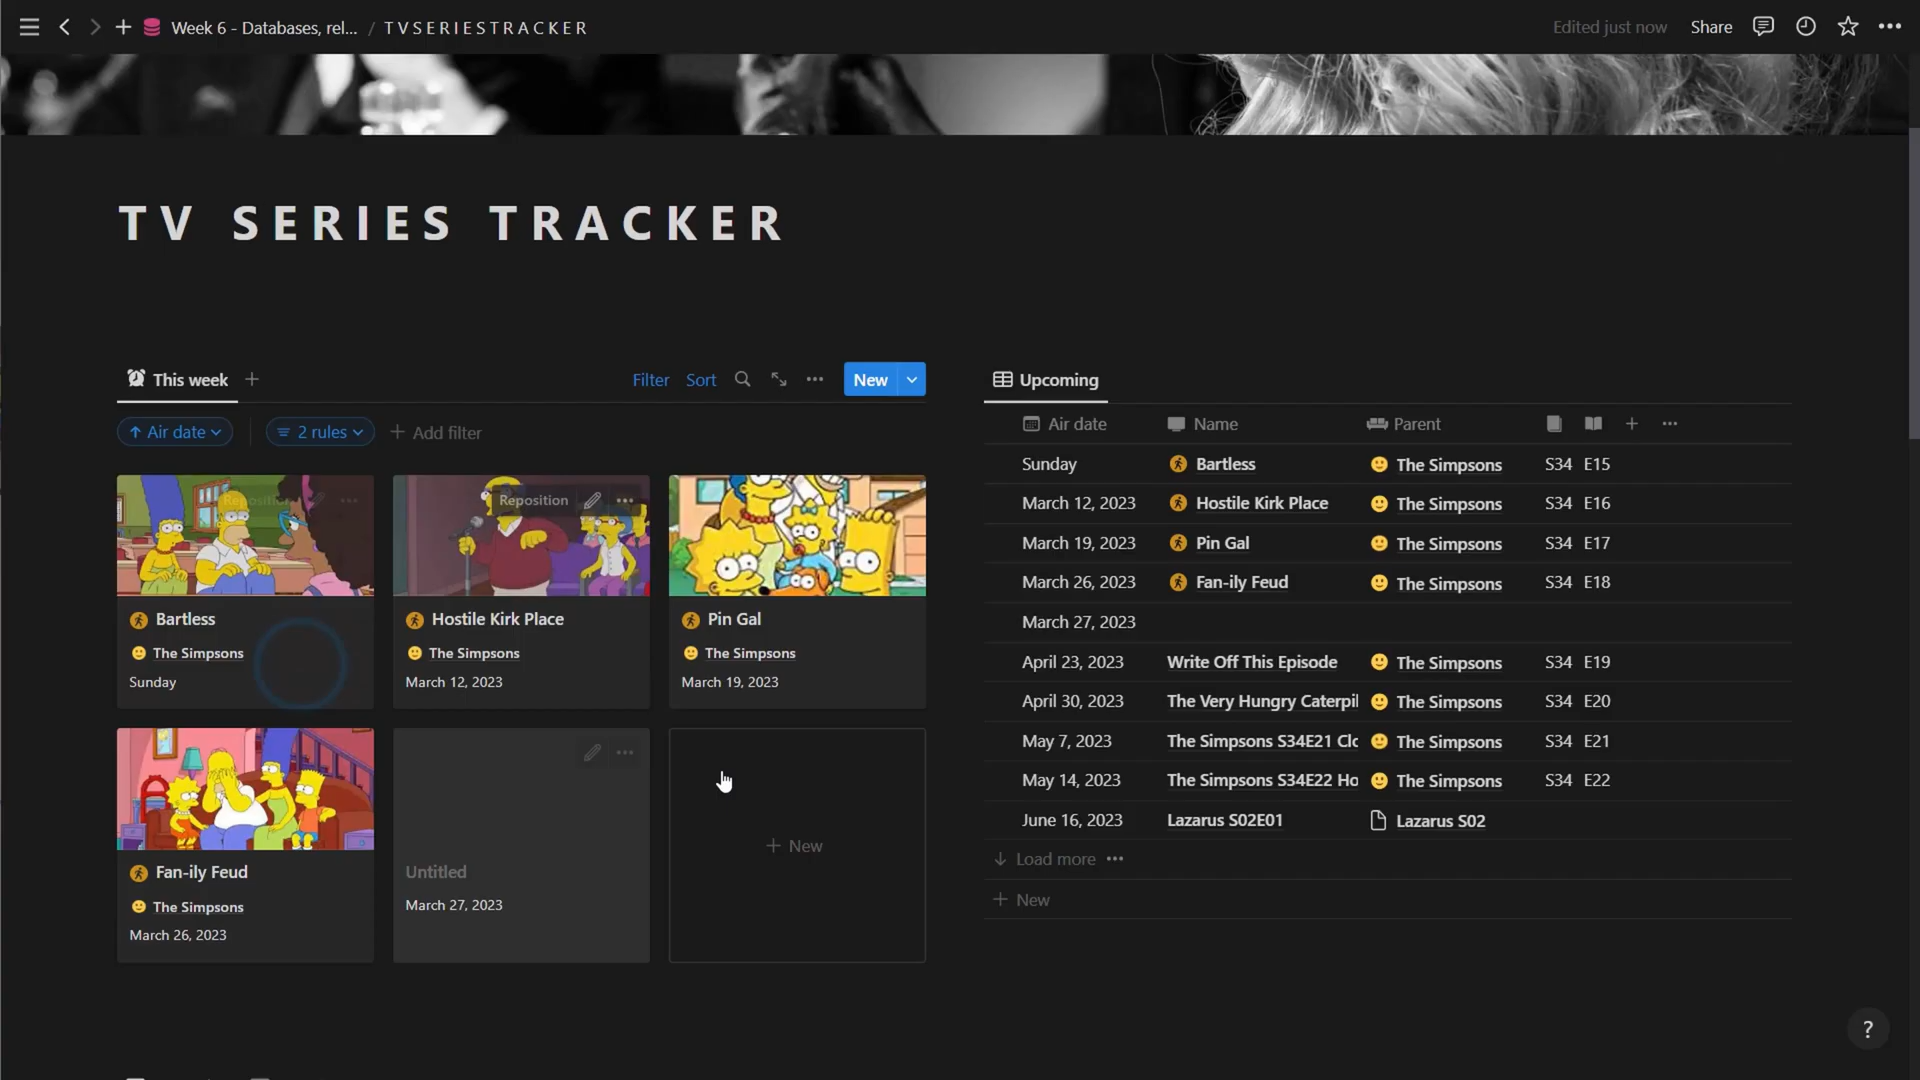 Week 6 - Databases, rel... / T V S E R I E S T R A C K E R
Edited just now
Share
TV SERIES TRACKER
This week
Filter
Sort
New
Air date
2 rules
Add filter
Reposition
Reposition
Bartless
The Simpsons
Sunday
Hostile Kirk Place
The Simpsons
March 12, 2023
Pin Gal
The Simpsons
March 19, 2023
Fan-ily Feud
The Simpsons
March 26, 2023
Untitled
March 27, 2023
+ New
Upcoming
Air date Name Parent
Sunday Bartless The Simpsons S34 E15
March 12, 2023 Hostile Kirk Place The Simpsons S34 E16
March 19, 2023 Pin Gal The Simpsons S34 E17
March 26, 2023 Fan-ily Feud The Simpsons S34 E18
March 27, 2023
April 23, 2023 Write Off This Episode The Simpsons S34 E19
April 30, 2023 The Very Hungry Caterpil The Simpsons S34 E20
May 7, 2023 The Simpsons S34E21 Clo The Simpsons S34 E21
May 14, 2023 The Simpsons S34E22 Ho The Simpsons S34 E22
June 16, 2023 Lazarus S02E01 Lazarus S02
Load more
+ New
?